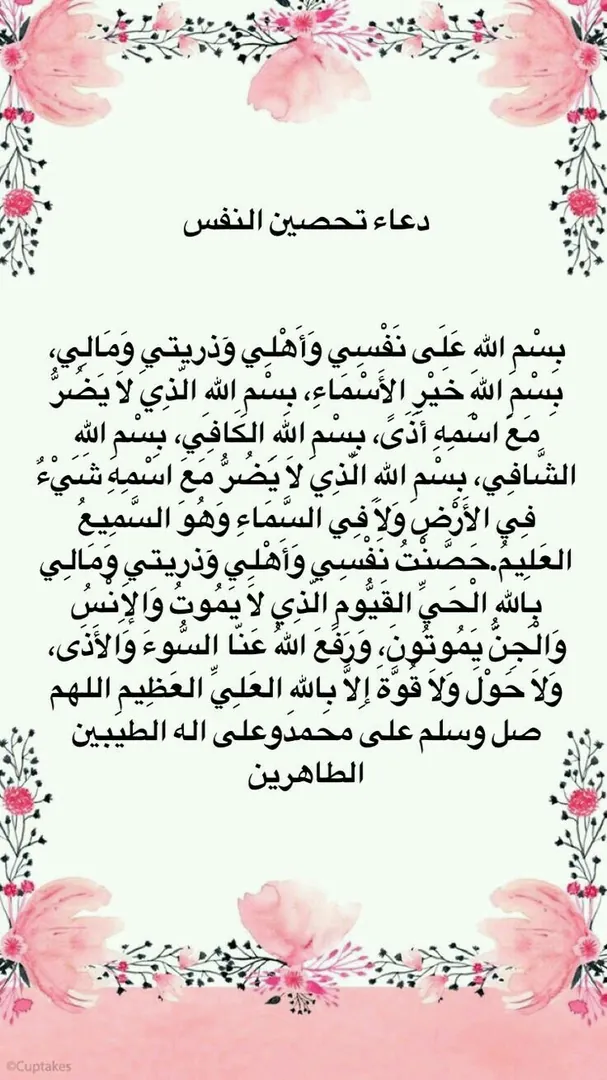 دعاء تحصين النفس
بِسْمِ الله عَلَى نَفْسِي وَأَهْلِي وَذريتي وَمَالِي،
بِسْمِ اللهَ خَيْرِ الأَسْمَاءِ، بِسْمِ الله الَّذِي لاَ يَضُرُّ
مَعَ اسْمِهِ أَذَىً، بِسْمِ الله الكَافِي، بِسْمِ الله
الشَّافِي، بِسْمِ الله الَّذِي لاَ يَضُرُّ مَعَ اسْمِهِ شَيْءٌ
فِي الأَرْضِ وَلاَ فِي السَّمَاءِ وَهُوَ السَّمِيعُ
العَلِيمُ.حَصَّنْتُ نَفْسِي وَأَهْلِي وَذريتي وَمَالِي
بِالله الْحَيِّ القَيُّومِ الَّذِي لاَ يَمُوتُ وَالإِنْسُ
وَالْجِنُّ يَمُوتُونَ، وَرَفَعَ اللهُ عَنَّا السُّوءَ وَالأَذَى،
وَلاَ حَوْلَ وَلاَ قُوَّةَ إِلاَّ بِاللهِ العَلِيِّ العَظِيمِ اللهم
صل وسلم على محمدوعلى اله الطيبين
الطاهرين
©Cuptakes